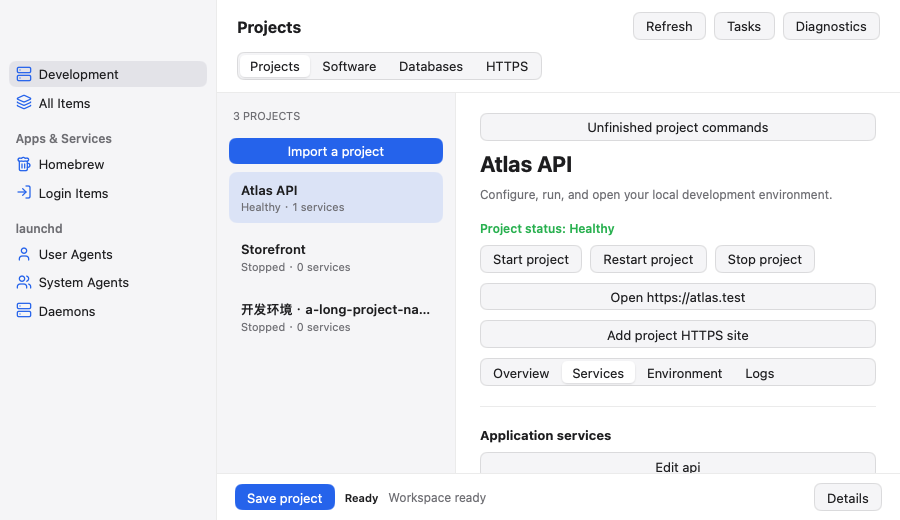 Development
All Items
Apps & Services
Homebrew
Login Items
launchd
User Agents
System Agents
Daemons
Projects
Refresh
Tasks
Diagnostics
Projects
Software
Databases
HTTPS
3 PROJECTS
Import a project
Atlas API
Healthy · 1 services
Storefront
Stopped · 0 services
开发环境 · a-long-project-na...
Stopped · 0 services
Unfinished project commands
Atlas API
Configure, run, and open your local development environment.
Project status: Healthy
Start project
Restart project
Stop project
Open https://atlas.test
Add project HTTPS site
Overview
Services
Environment
Logs
Application services
Edit api
Save project
Ready
Workspace ready
Details